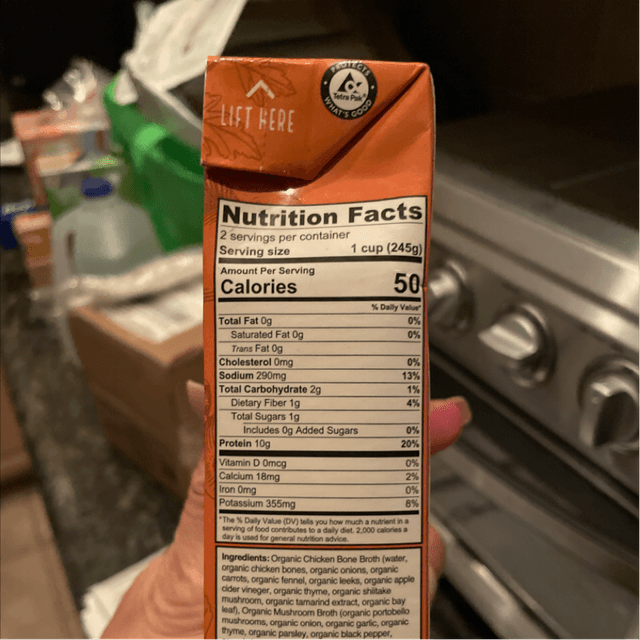 PROTECTS
Tetra Pak
WHAT'S GOOD
LIFT HERE
Nutrition Facts
2 servings per container
Serving size 1 cup (245g)
Amount Per Serving
Calories 50
% Daily Value*
Total Fat 0g 0%
Saturated Fat 0g 0%
Trans Fat 0g
Cholesterol 0mg 0%
Sodium 290mg 13%
Total Carbohydrate 2g 1%
Dietary Fiber 1g 4%
Total Sugars 1g
Includes 0g Added Sugars 0%
Protein 10g 20%
Vitamin D 0mcg 0%
Calcium 18mg 2%
Iron 0mg 0%
Potassium 355mg 8%
*The % Daily Value (DV) tells you how much a nutrient in a
serving of food contributes to a daily diet. 2,000 calories a
day is used for general nutrition advice.
Ingredients: Organic Chicken Bone Broth (water,
organic chicken bones, organic onions, organic
carrots, organic fennel, organic leeks, organic apple
cider vinegar, organic thyme, organic shiitake
mushroom, organic tamarind extract, organic bay
leaf), Organic Mushroom Broth (organic portobello
mushrooms, organic onion, organic garlic, organic
thyme, organic parsley, organic black pepper,